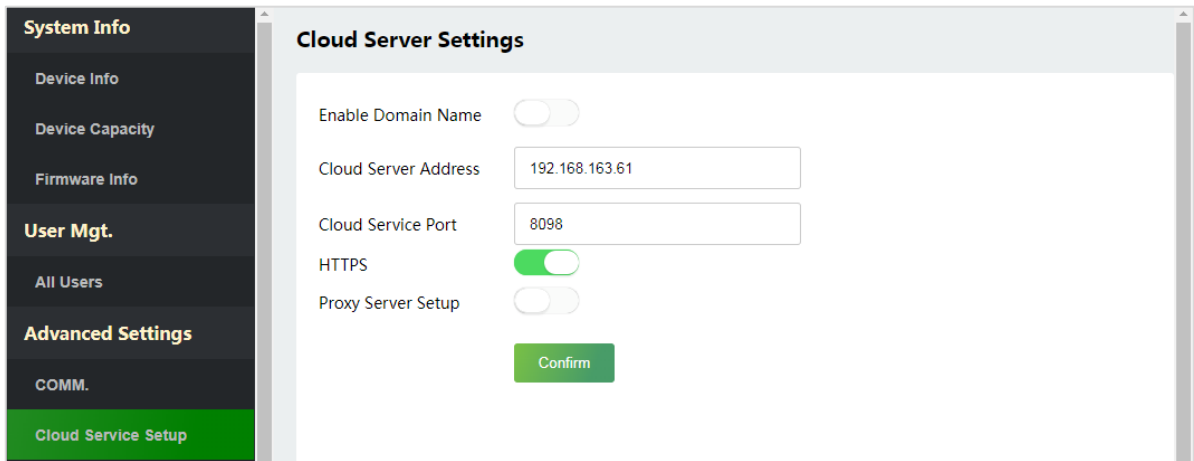 System Info
Device Info
Device Capacity
Firmware Info
User Mgt.
All Users
Advanced Settings
COMM.
Cloud Service Setup
Cloud Server Settings
Enable Domain Name
Cloud Server Address 192.168.163.61
Cloud Service Port 8098
HTTPS
Proxy Server Setup
Confirm